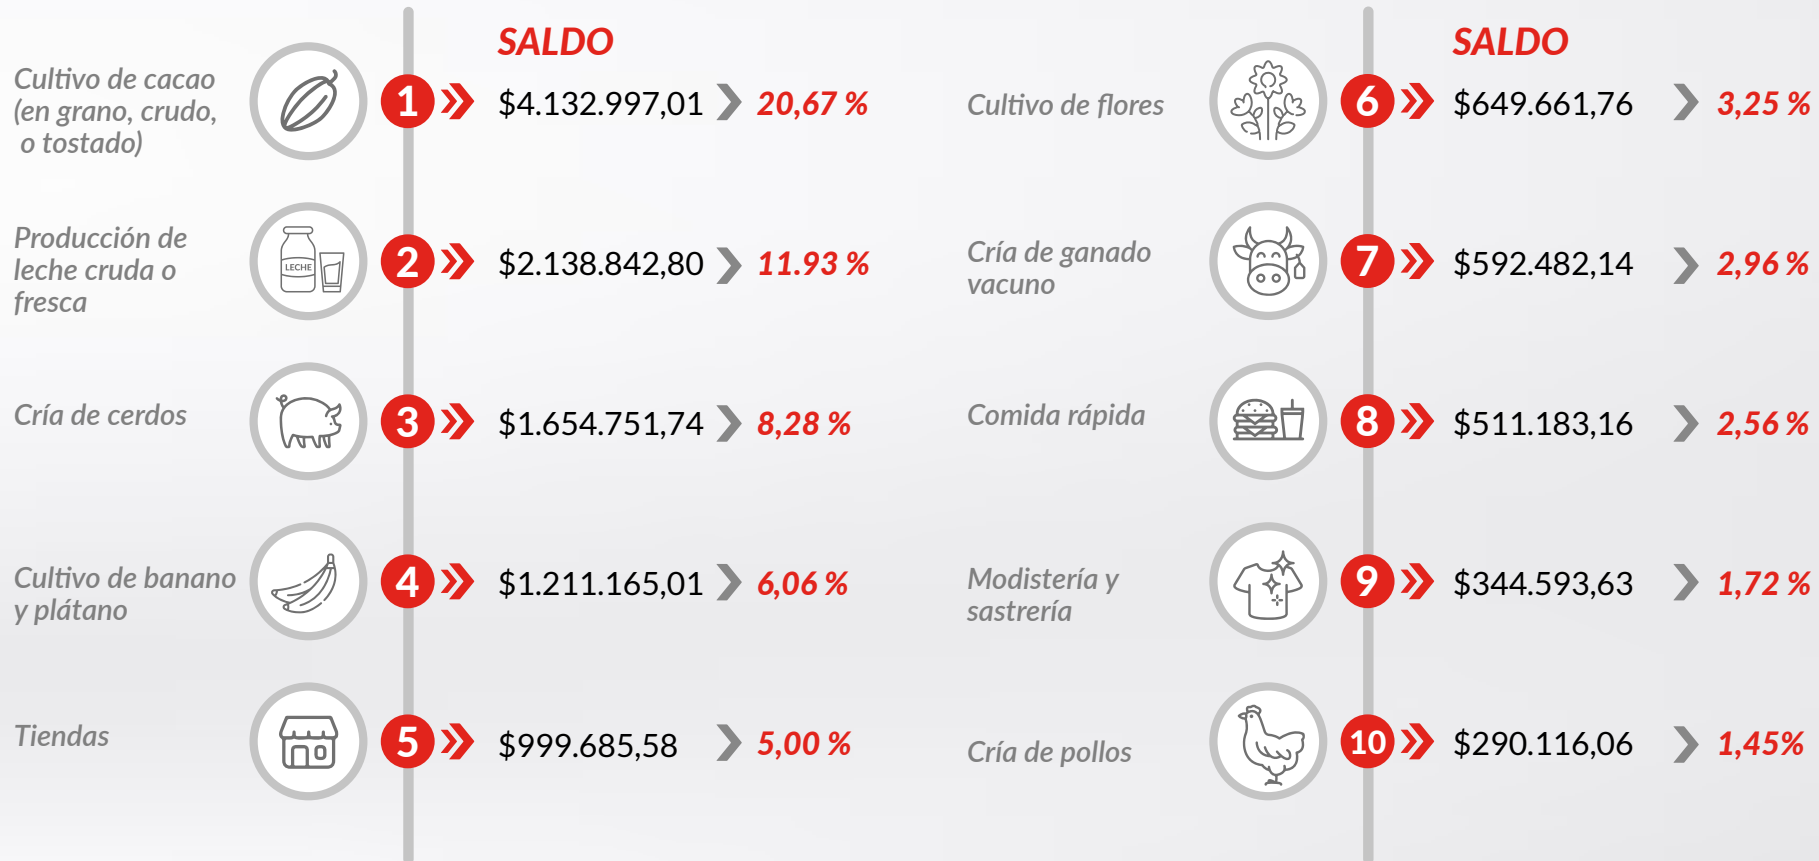 SALDO
Cultivo de cacao
(en grano, crudo,
o tostado)
1
$4.132.997,01
20,67 %
Producción de
leche cruda o
fresca
LECHE
2
$2.138.842,80
11.93 %
Cría de cerdos
3
$1.654.751,74
8,28 %
Cultivo de banano
y plátano
4
$1.211.165,01
6,06 %
Tiendas
5
$999.685,58
5,00 %
SALDO
Cultivo de flores
6
$649.661,76
3,25 %
Cría de ganado
vacuno
7
$592.482,14
2,96 %
Comida rápida
8
$511.183,16
2,56 %
Modistería y
sastrería
9
$344.593,63
1,72 %
Cría de pollos
10
$290.116,06
1,45%